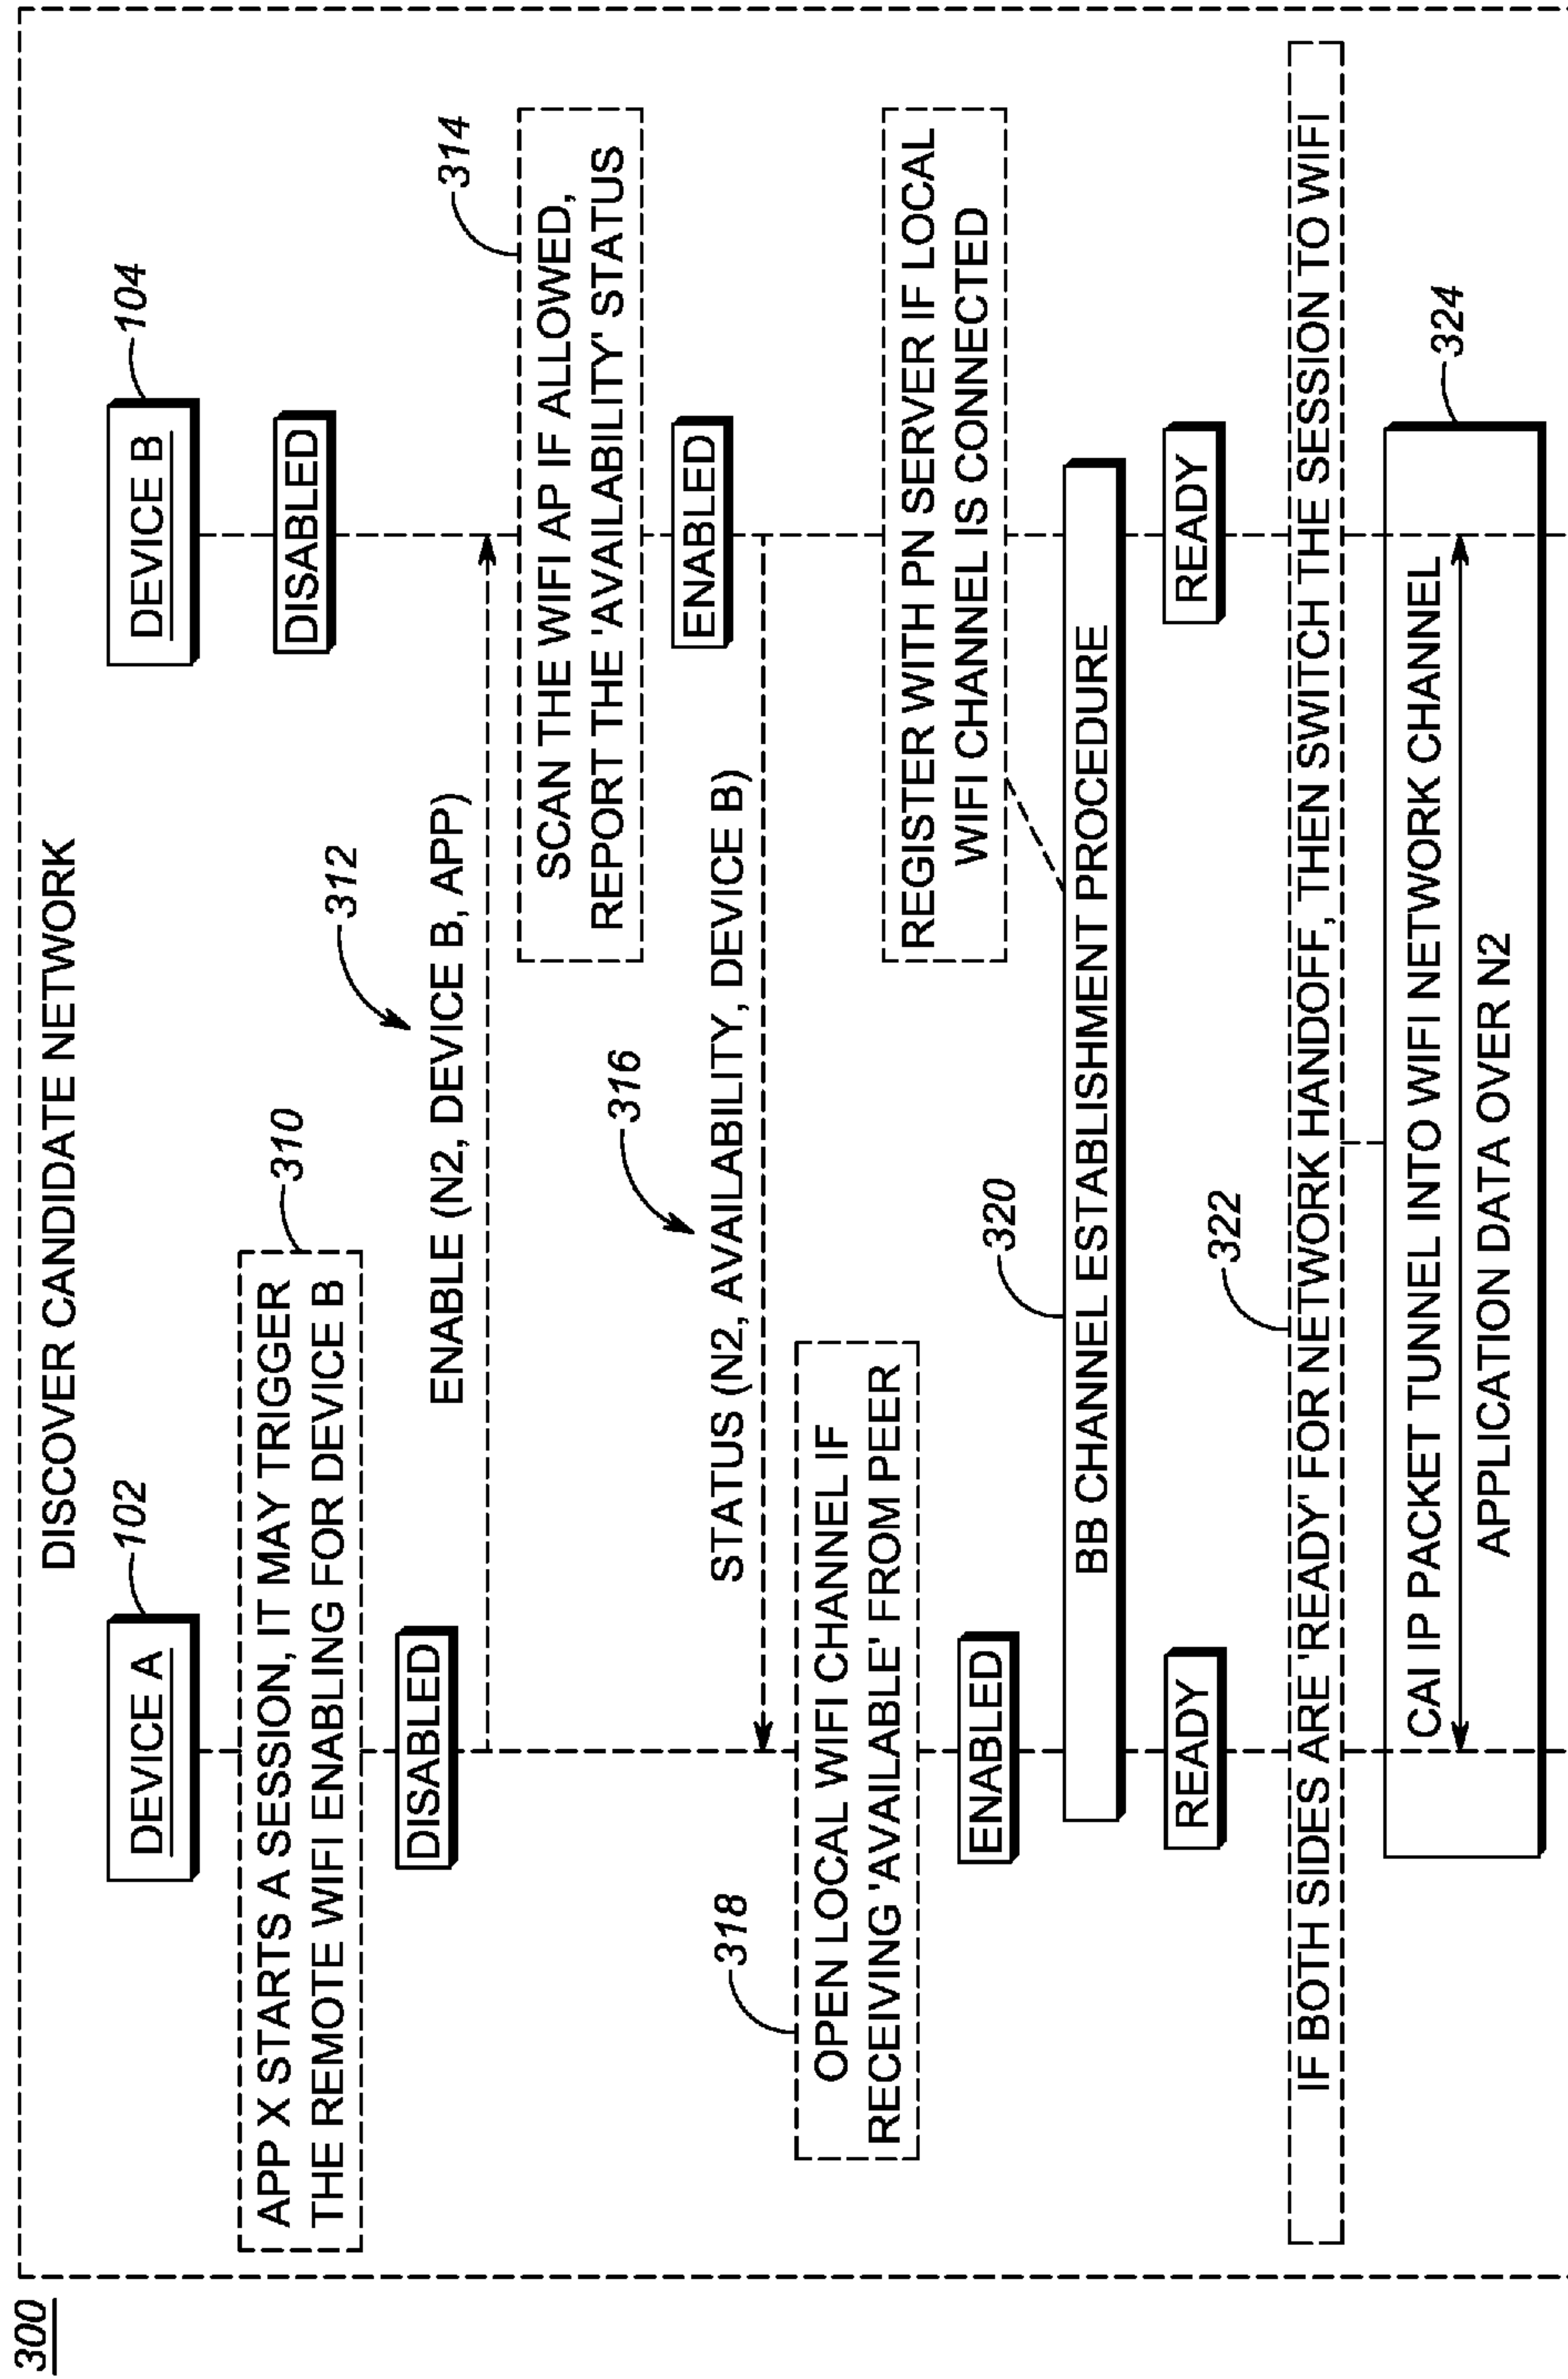 300
DISCOVER CANDIDATE NETWORK
DEVICE A
102
DEVICE B
104
APP X STARTS A SESSION, IT MAY TRIGGER
THE REMOTE WIFI ENABLING FOR DEVICE B
310
DISABLED
DISABLED
312
ENABLE (N2, DEVICE B, APP)
314
SCAN THE WIFI AP IF ALLOWED,
REPORT THE 'AVAILABILITY' STATUS
ENABLED
316
STATUS (N2, AVAILABILITY, DEVICE B)
318
OPEN LOCAL WIFI CHANNEL IF
RECEIVING 'AVAILABLE' FROM PEER
REGISTER WITH PN SERVER IF LOCAL
WIFI CHANNEL IS CONNECTED
ENABLED
320
BB CHANNEL ESTABLISHMENT PROCEDURE
READY
READY
322
IF BOTH SIDES ARE 'READY' FOR NETWORK HANDOFF, THEN SWITCH THE SESSION TO WIFI
324
CAI IP PACKET TUNNEL INTO WIFI NETWORK CHANNEL
APPLICATION DATA OVER N2